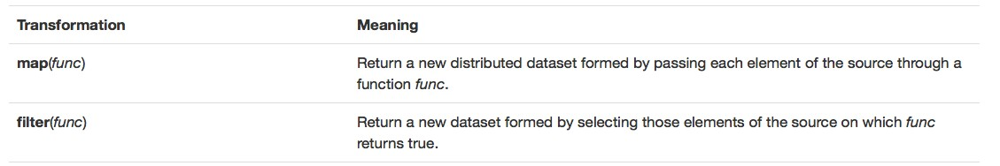 Transformation Meaning
map(func) Return a new distributed dataset formed by passing each element of the source through a
function func.
filter(func) Return a new dataset formed by selecting those elements of the source on which func
returns true.